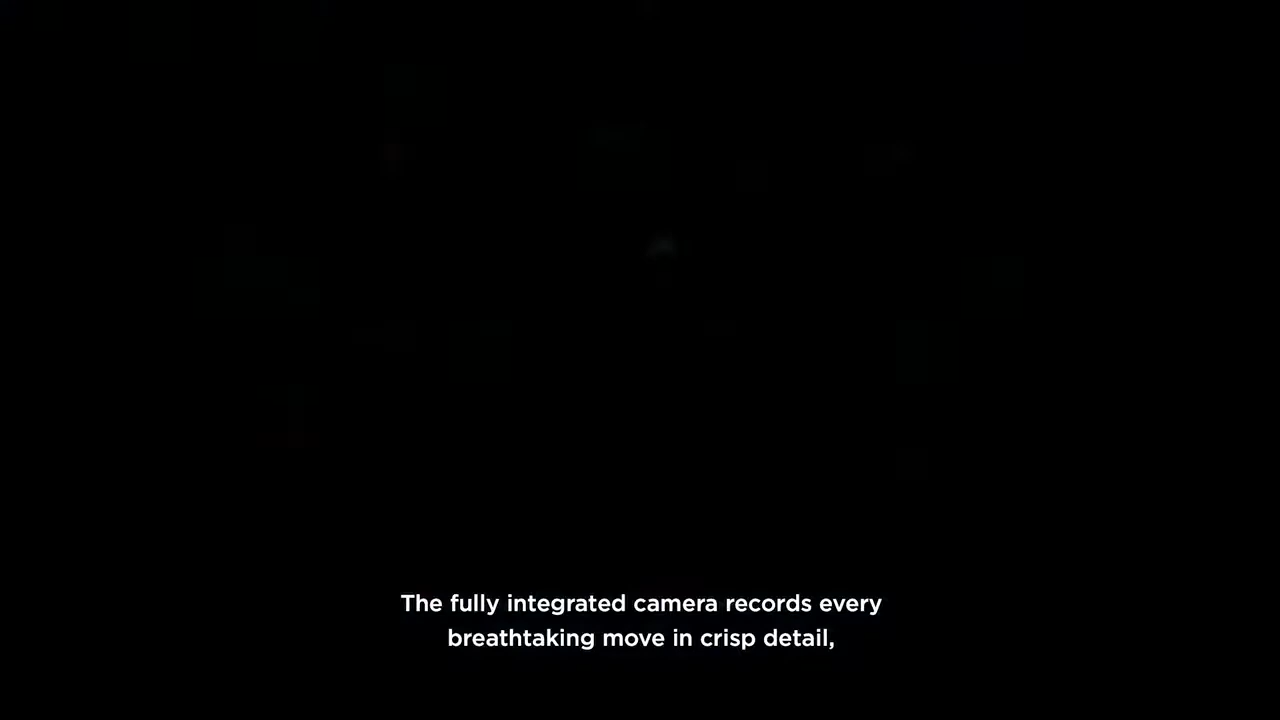 The fully integrated camera records every
breathtaking move in crisp detail,